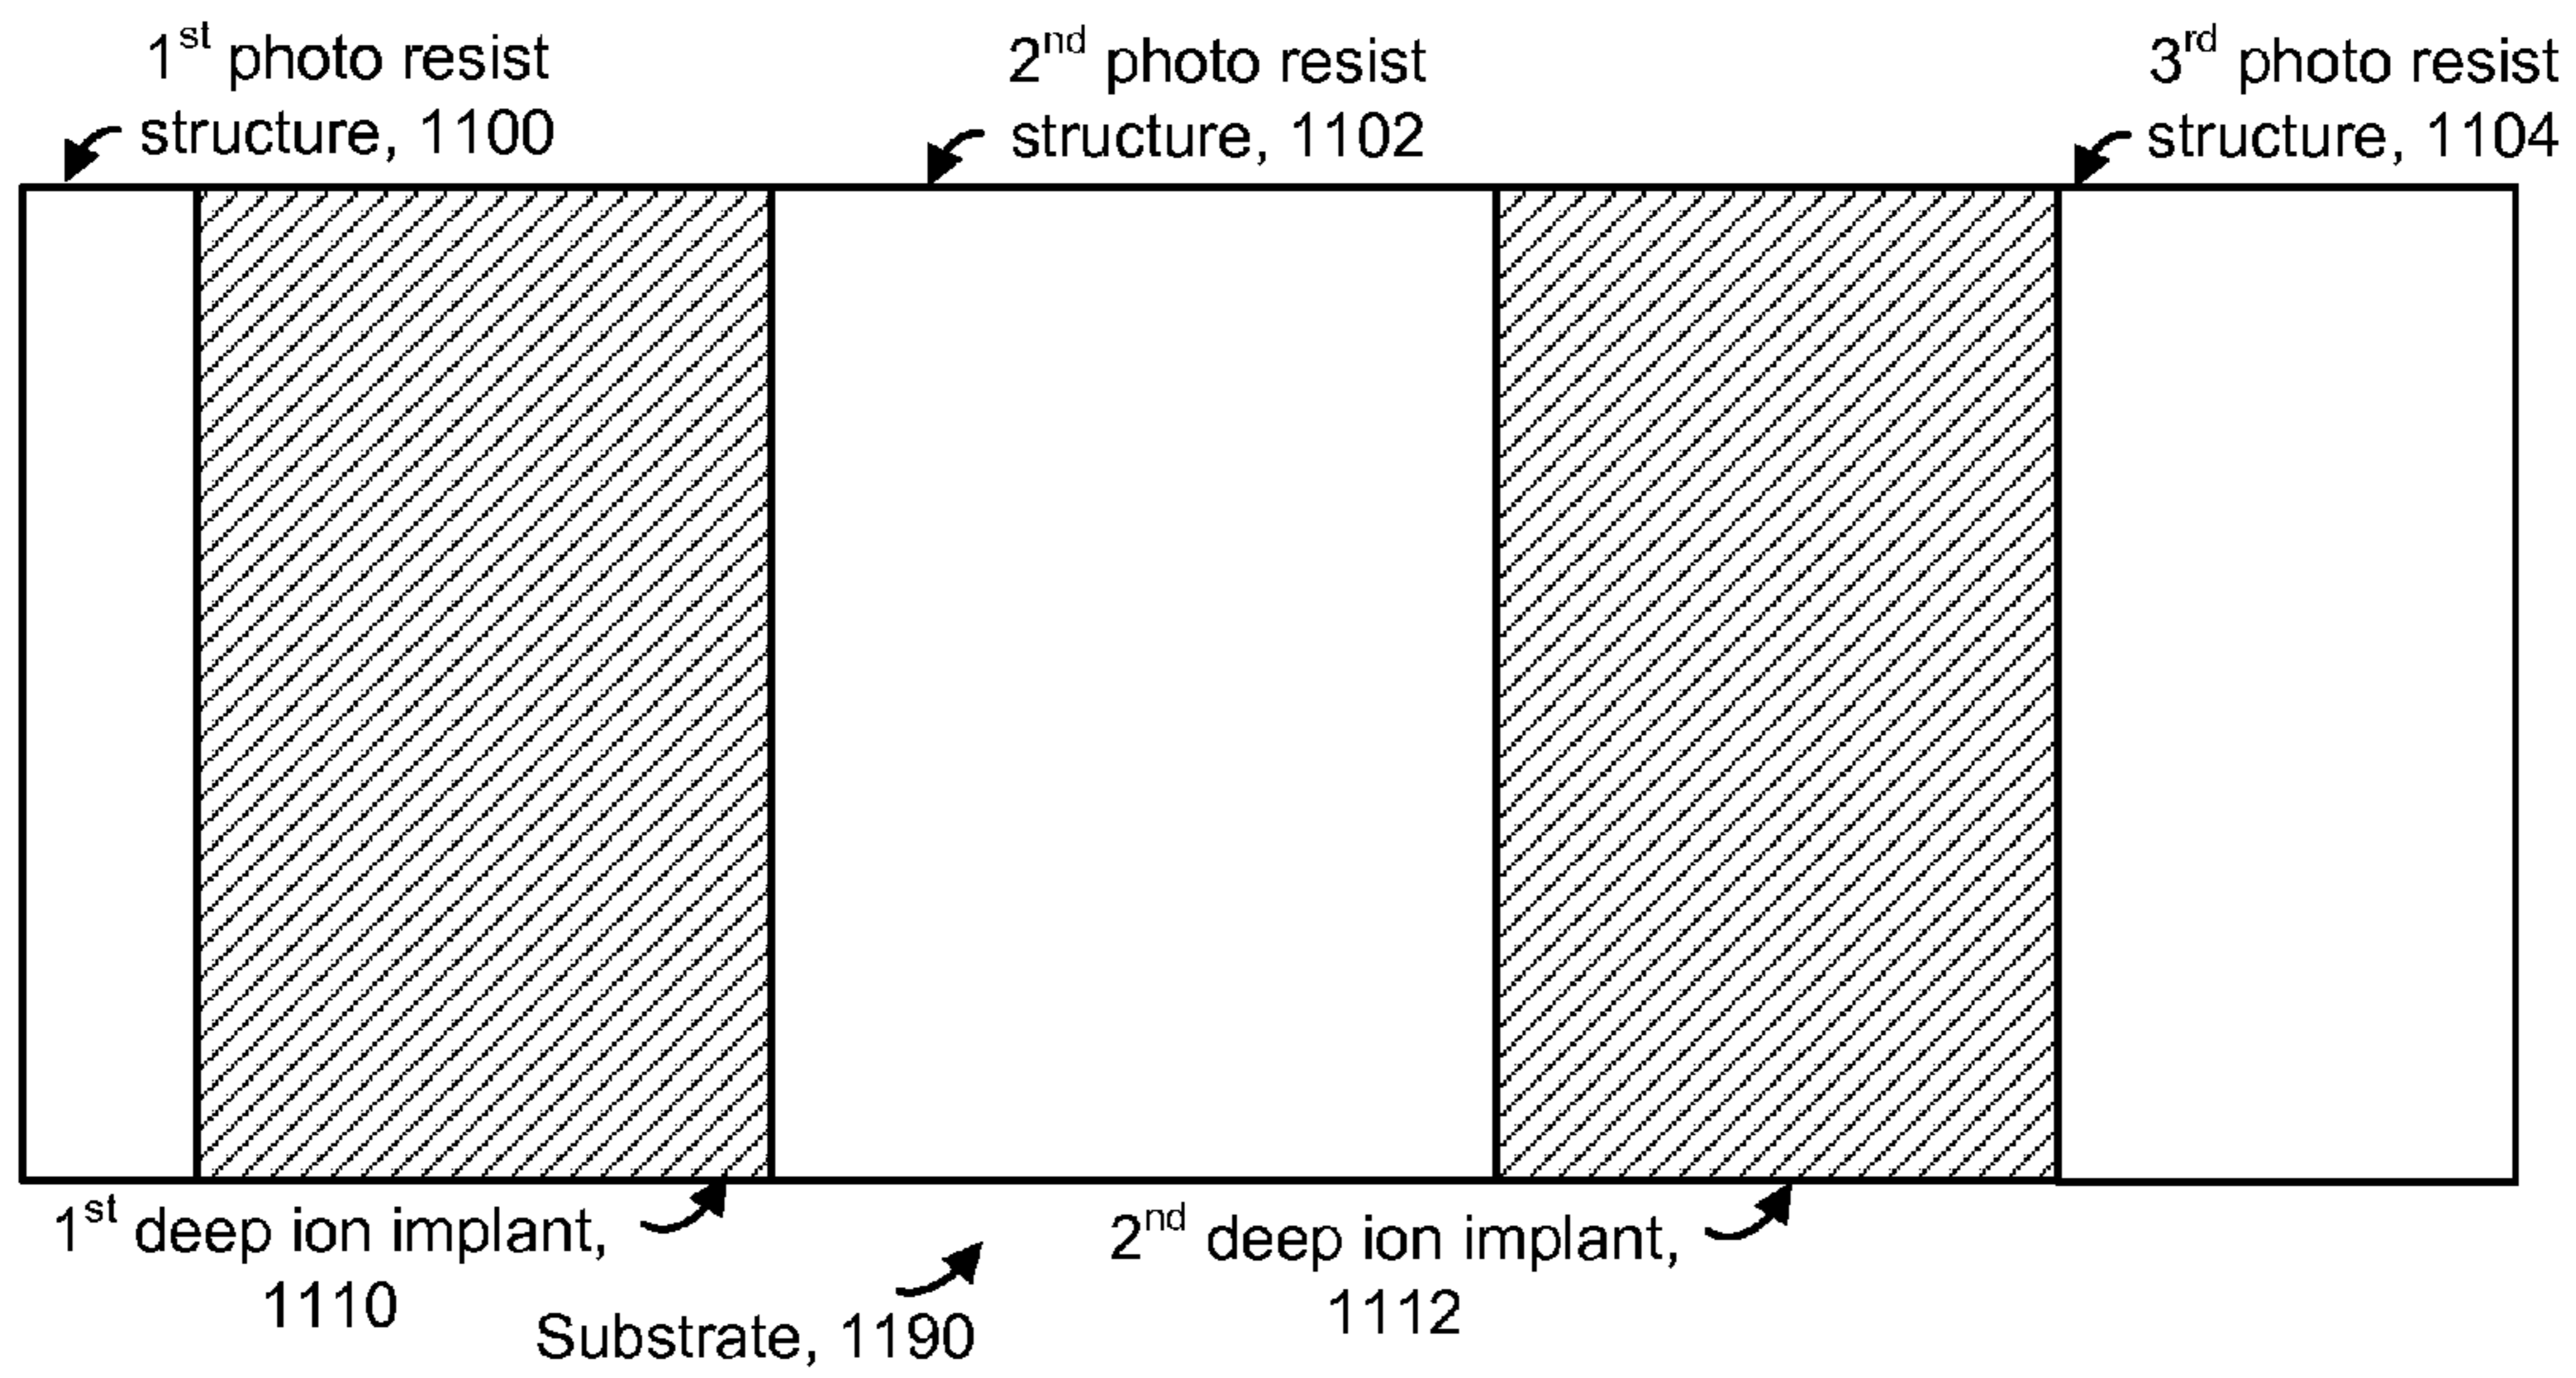 1st photo resist
structure, 1100
2nd photo resist
structure, 1102
3rd photo resist
structure, 1104
1st deep ion implant,
1110
Substrate, 1190
2nd deep ion implant,
1112